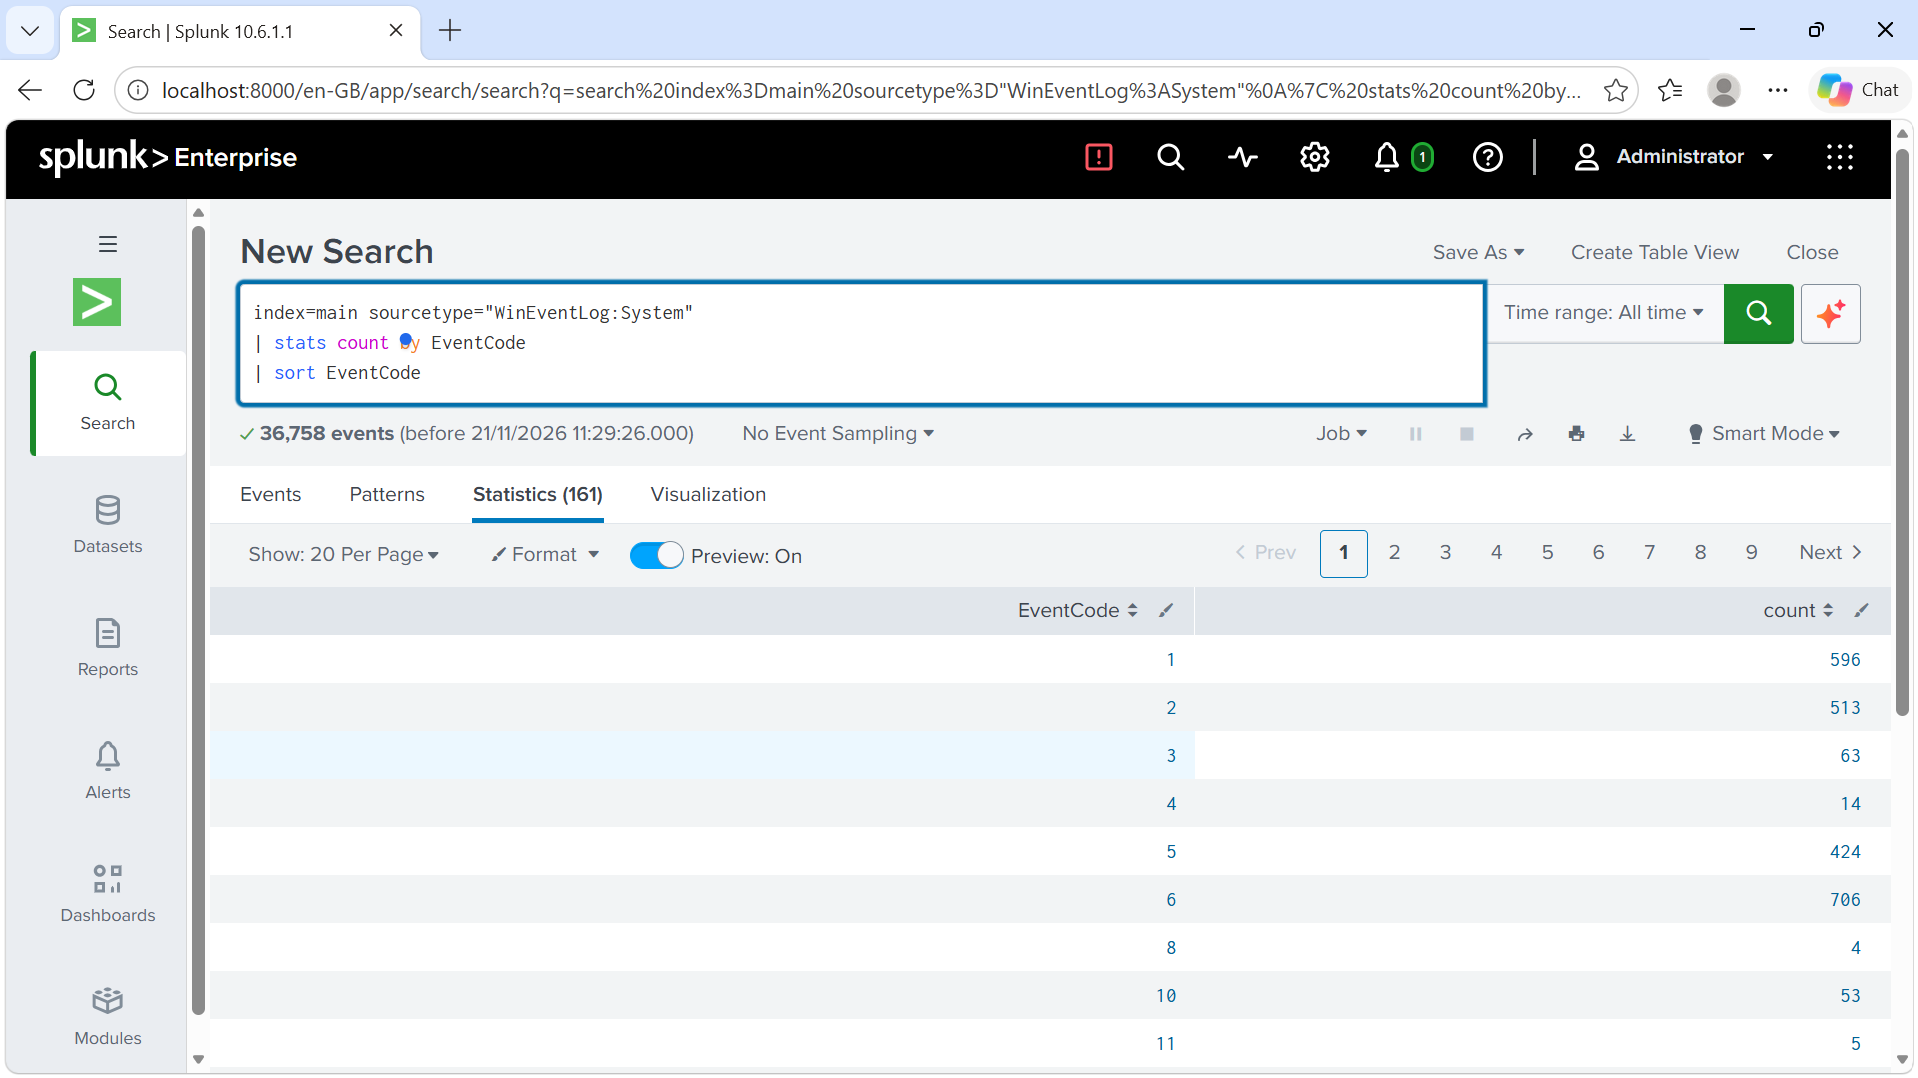 Search | Splunk 10.6.1.1
localhost:8000/en-GB/app/search/search?q=search%20index%3Dmain%20sourcetype%3D"WinEventLog%3ASystem"%0A%7C%20stats%20count%20by...
Chat
splunk> Enterprise
1
Administrator
New Search
Save As
Create Table View
Close
index=main sourcetype="WinEventLog:System"
| stats count by EventCode
| sort EventCode
Time range: All time
36,758 events (before 21/11/2026 11:29:26.000)
No Event Sampling
Job
Smart Mode
Search
Datasets
Reports
Alerts
Dashboards
Modules
Events
Patterns
Statistics (161)
Visualization
Show: 20 Per Page
Format
Preview: On
< Prev 1 2 3 4 5 6 7 8 9 Next >
EventCode count
1 596
2 513
3 63
4 14
5 424
6 706
8 4
10 53
11 5